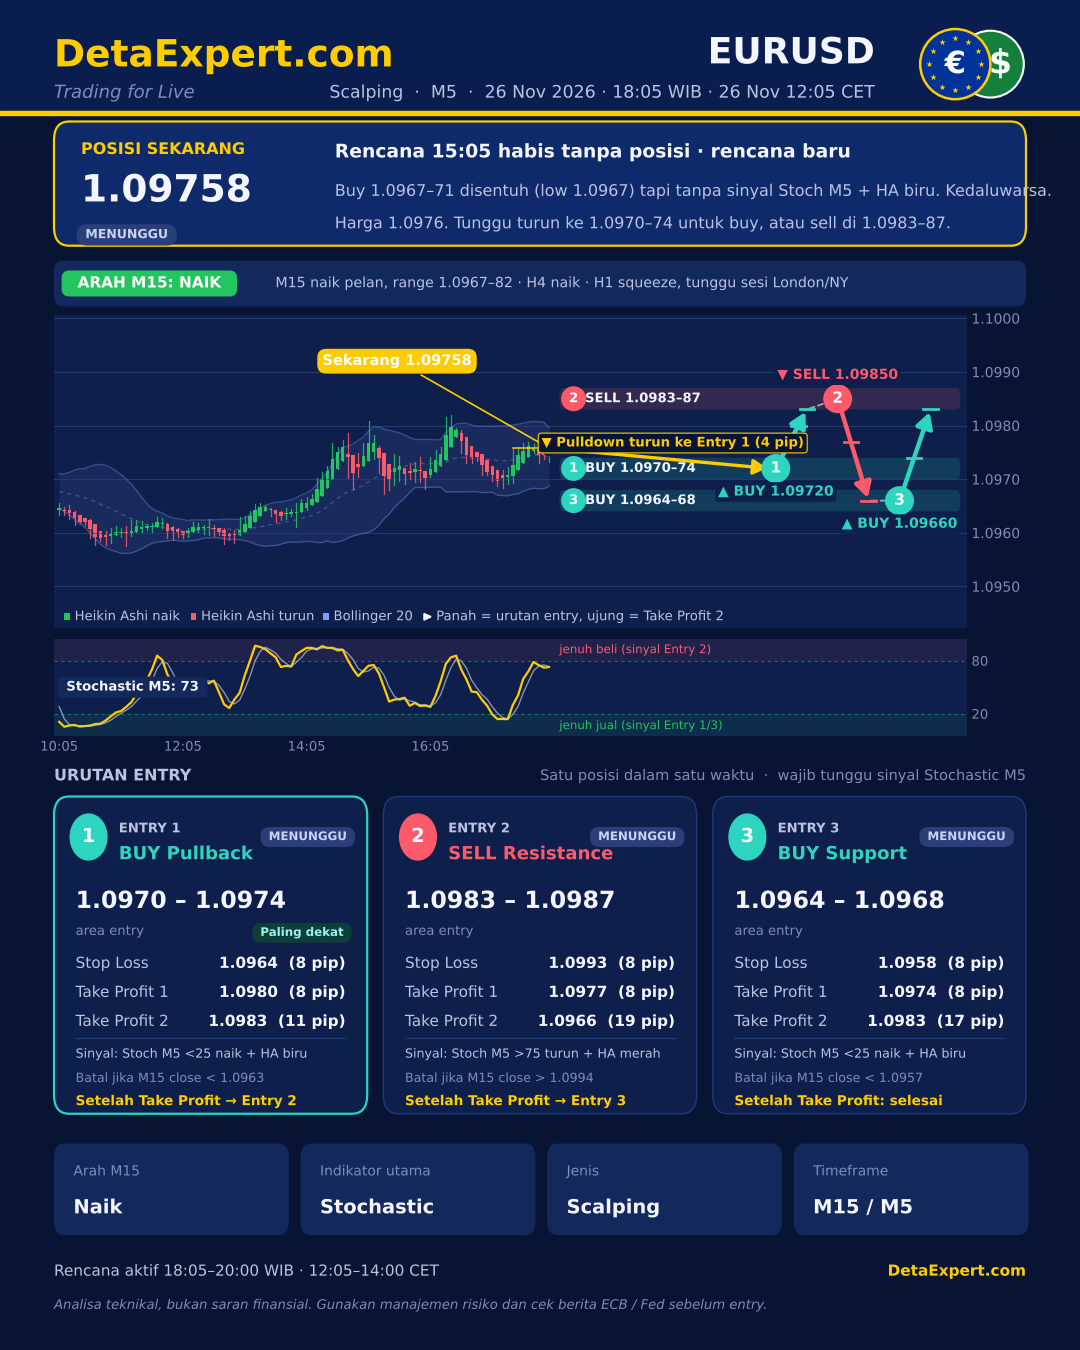 DetaExpert.com
EURUSD
€ $
Trading for Live
Scalping · M5 · 26 Nov 2026 · 18:05 WIB · 26 Nov 12:05 CET
POSISI SEKARANG
1.09758
MENUNGGU
Rencana 15:05 habis tanpa posisi · rencana baru
Buy 1.0967–71 disentuh (low 1.0967) tapi tanpa sinyal Stoch M5 + HA biru. Kedaluwarsa.
Harga 1.0976. Tunggu turun ke 1.0970–74 untuk buy, atau sell di 1.0983–87.
ARAH M15: NAIK
M15 naik pelan, range 1.0967–82 · H4 naik · H1 squeeze, tunggu sesi London/NY
1.1000
1.0990
1.0980
1.0970
1.0960
1.0950
Sekarang 1.09758
▼ SELL 1.09850
2 SELL 1.0983–87
2
▼ Pulldown turun ke Entry 1 (4 pip)
1 BUY 1.0970–74
1
▲ BUY 1.09720
3 BUY 1.0964–68
3
▲ BUY 1.09660
Heikin Ashi naik
Heikin Ashi turun
Bollinger 20
Panah = urutan entry, ujung = Take Profit 2
jenuh beli (sinyal Entry 2)
80
Stochastic M5: 73
20
jenuh jual (sinyal Entry 1/3)
10:05
12:05
14:05
16:05
URUTAN ENTRY
Satu posisi dalam satu waktu · wajib tunggu sinyal Stochastic M5
1
ENTRY 1
MENUNGGU
BUY Pullback
1.0970 – 1.0974
area entry
Paling dekat
Stop Loss 1.0964 (8 pip)
Take Profit 1 1.0980 (8 pip)
Take Profit 2 1.0983 (11 pip)
Sinyal: Stoch M5 <25 naik + HA biru
Batal jika M15 close < 1.0963
Setelah Take Profit → Entry 2
2
ENTRY 2
MENUNGGU
SELL Resistance
1.0983 – 1.0987
area entry
Stop Loss 1.0993 (8 pip)
Take Profit 1 1.0977 (8 pip)
Take Profit 2 1.0966 (19 pip)
Sinyal: Stoch M5 >75 turun + HA merah
Batal jika M15 close > 1.0994
Setelah Take Profit → Entry 3
3
ENTRY 3
MENUNGGU
BUY Support
1.0964 – 1.0968
area entry
Stop Loss 1.0958 (8 pip)
Take Profit 1 1.0974 (8 pip)
Take Profit 2 1.0983 (17 pip)
Sinyal: Stoch M5 <25 naik + HA biru
Batal jika M15 close < 1.0957
Setelah Take Profit: selesai
Arah M15
Naik
Indikator utama
Stochastic
Jenis
Scalping
Timeframe
M15 / M5
Rencana aktif 18:05–20:00 WIB · 12:05–14:00 CET
DetaExpert.com
Analisa teknikal, bukan saran finansial. Gunakan manajemen risiko dan cek berita ECB / Fed sebelum entry.